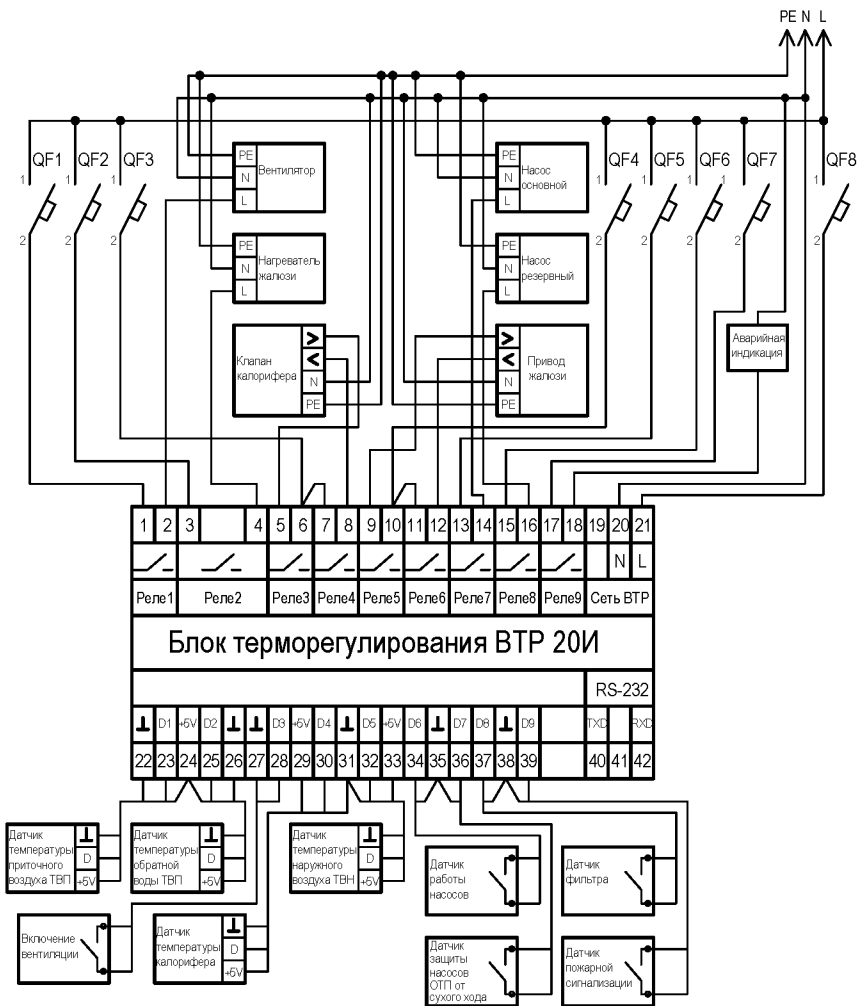 PE N L
QF1
QF2
QF3
QF4
QF5
QF6
QF7
QF8
1
1
1
1
1
1
1
1
2
2
2
2
2
2
2
2
PE
N
L
Вентилятор
PE
N
L
Насос
основной
PE
N
L
Нагреватель
жалюзи
PE
N
L
Насос
резервный
Клапан
калорифера
>
<
N
PE
>
<
N
PE
Привод
жалюзи
Аварийная
индикация
1 2 3 4 5 6 7 8 9 10 11 12 13 14 15 16 17 18 19 20 21
N L
Реле1 Реле2 Реле3 Реле4 Реле5 Реле6 Реле7 Реле8 Реле9 Сеть ВТР
Блок терморегулирования ВТР 20И
RS-232
⊥ D1 +5V D2 ⊥ ⊥ D3 +5V D4 ⊥ D5 +5V D6 ⊥ D7 D8 ⊥ D9 TXD RXD
22 23 24 25 26 27 28 29 30 31 32 33 34 35 36 37 38 39 40 41 42
Датчик
температуры
приточного
воздуха ТВП
⊥
D
+5V
Датчик
температуры
обратной
воды ТВП
⊥
D
+5V
Датчик
температуры
наружного
воздуха ТВН
⊥
D
+5V
Датчик
работы
насосов
Датчик
фильтра
Включение
вентиляции
Датчик
температуры
калорифера
⊥
D
+5V
Датчик
защиты
насосов
ОТП от
сухого хода
Датчик
пожарной
сигнализации